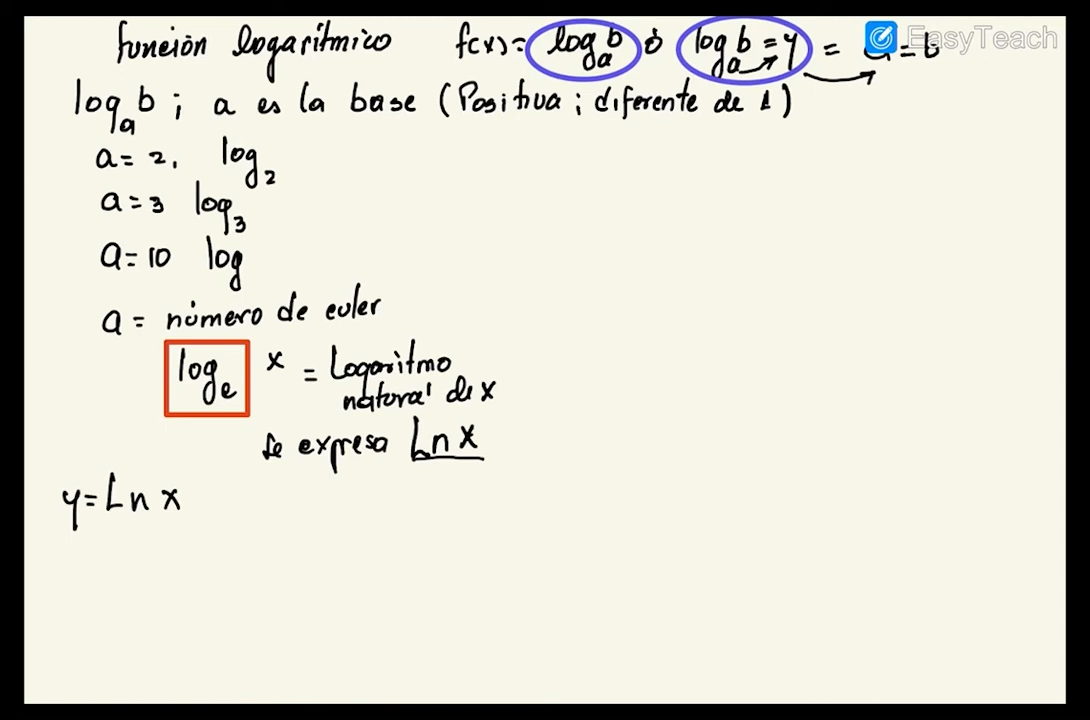 función logarítmico f(x)= log_a b ó log_a b = y = = b
EasyTeach
log_a b ; a es la base (Positiva ; diferente de 1)
a= 2, log_2
a= 3 log_3
a= 10 log
a = número de euler
log_e x = Logaritmo
natural de x
se expresa Ln x
y= Ln x